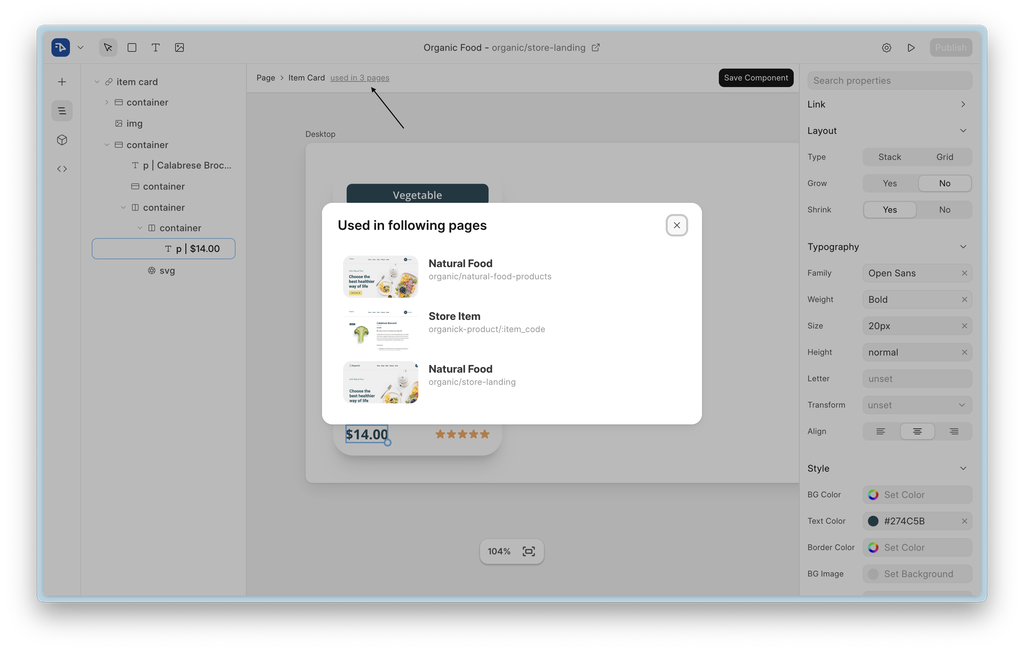 Organic Food – organic/store-landing
Publish
item card
container
img
container
p | Calabrese Broc...
container
container
container
p | $14.00
svg
Page > Item Card used in 3 pages
Save Component
Desktop
Vegetable
Used in following pages
Natural Food
organic/natural-food-products
Choose the
best healthier
way of life
Store Item
organick-product/:item_code
Natural Food
organic/store-landing
Choose the
best healthier
way of life
$14.00
104%
Search properties
Link
Layout
Type Stack Grid
Grow Yes No
Shrink Yes No
Typography
Family Open Sans
Weight Bold
Size 20px
Height normal
Letter unset
Transform unset
Align
Style
BG Color Set Color
Text Color #274C5B
Border Color Set Color
BG Image Set Background